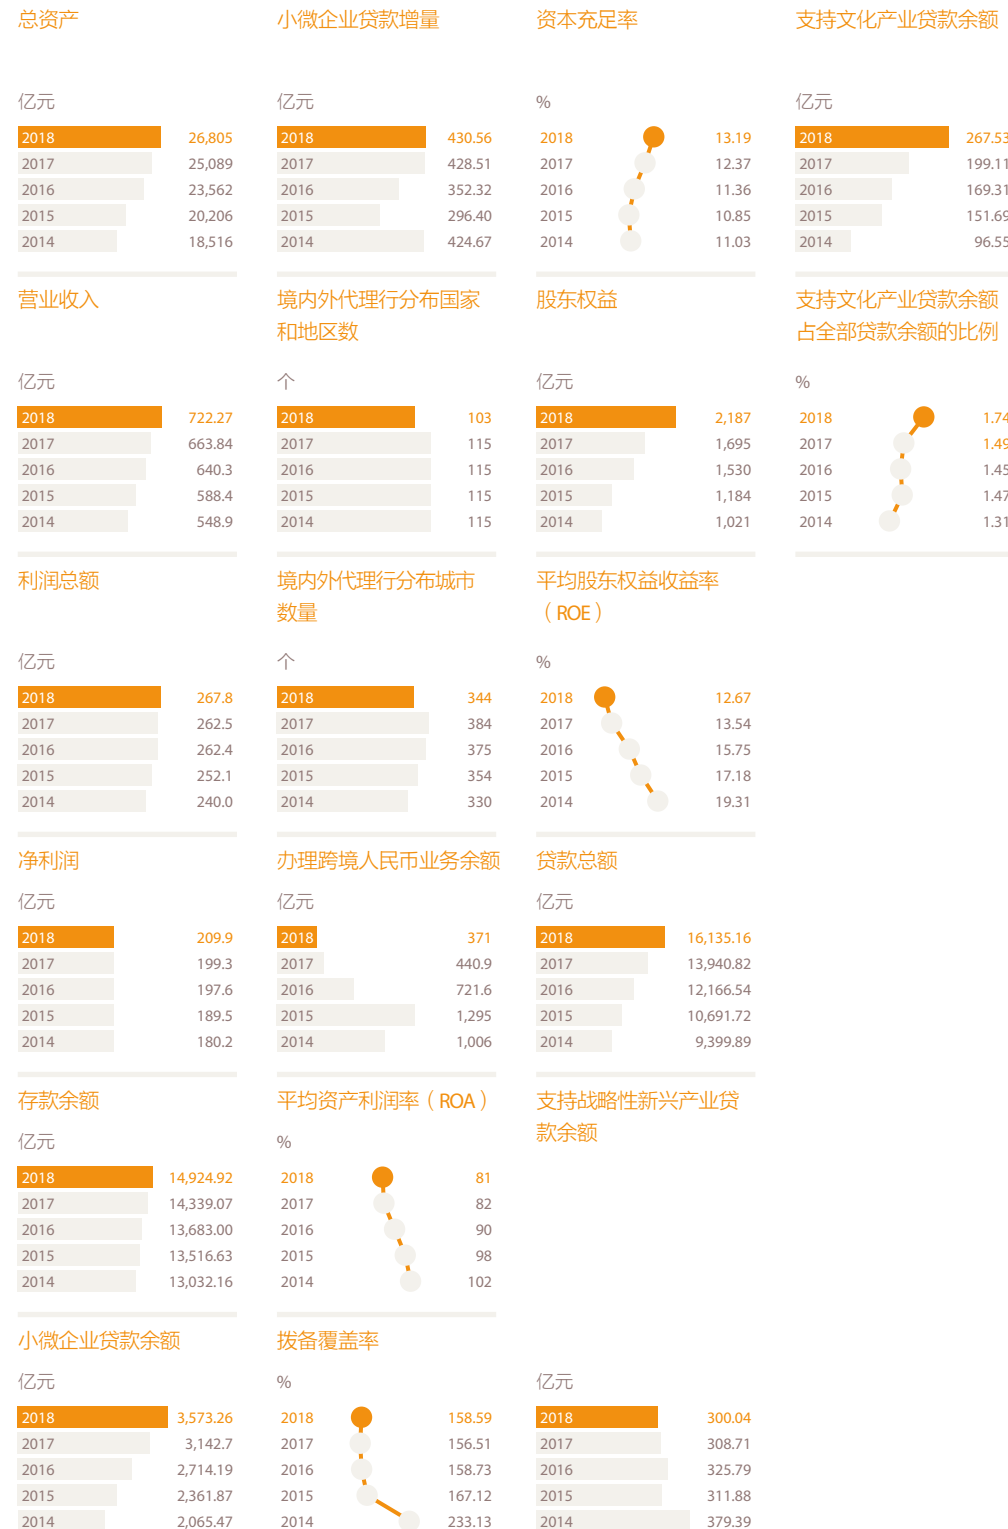 总资产
亿元
2018 26,805
2017 25,089
2016 23,562
2015 20,206
2014 18,516
小微企业贷款增量
亿元
2018 430.56
2017 428.51
2016 352.32
2015 296.40
2014 424.67
资本充足率
%
2018 13.19
2017 12.37
2016 11.36
2015 10.85
2014 11.03
支持文化产业贷款余额
亿元
2018 267.53
2017 199.11
2016 169.31
2015 151.69
2014 96.55
营业收入
亿元
2018 722.27
2017 663.84
2016 640.3
2015 588.4
2014 548.9
境内外代理行分布国家
和地区数
个
2018 103
2017 115
2016 115
2015 115
2014 115
股东权益
亿元
2018 2,187
2017 1,695
2016 1,530
2015 1,184
2014 1,021
支持文化产业贷款余额
占全部贷款余额的比例
%
2018 1.74
2017 1.49
2016 1.45
2015 1.47
2014 1.31
利润总额
亿元
2018 267.8
2017 262.5
2016 262.4
2015 252.1
2014 240.0
境内外代理行分布城市
数量
个
2018 344
2017 384
2016 375
2015 354
2014 330
平均股东权益收益率
（ROE）
%
2018 12.67
2017 13.54
2016 15.75
2015 17.18
2014 19.31
净利润
亿元
2018 209.9
2017 199.3
2016 197.6
2015 189.5
2014 180.2
办理跨境人民币业务余额
亿元
2018 371
2017 440.9
2016 721.6
2015 1,295
2014 1,006
贷款总额
亿元
2018 16,135.16
2017 13,940.82
2016 12,166.54
2015 10,691.72
2014 9,399.89
存款余额
亿元
2018 14,924.92
2017 14,339.07
2016 13,683.00
2015 13,516.63
2014 13,032.16
平均资产利润率（ROA）
%
2018 81
2017 82
2016 90
2015 98
2014 102
支持战略性新兴产业贷
款余额
亿元
2018 300.04
2017 308.71
2016 325.79
2015 311.88
2014 379.39
小微企业贷款余额
亿元
2018 3,573.26
2017 3,142.7
2016 2,714.19
2015 2,361.87
2014 2,065.47
拨备覆盖率
%
2018 158.59
2017 156.51
2016 158.73
2015 167.12
2014 233.13